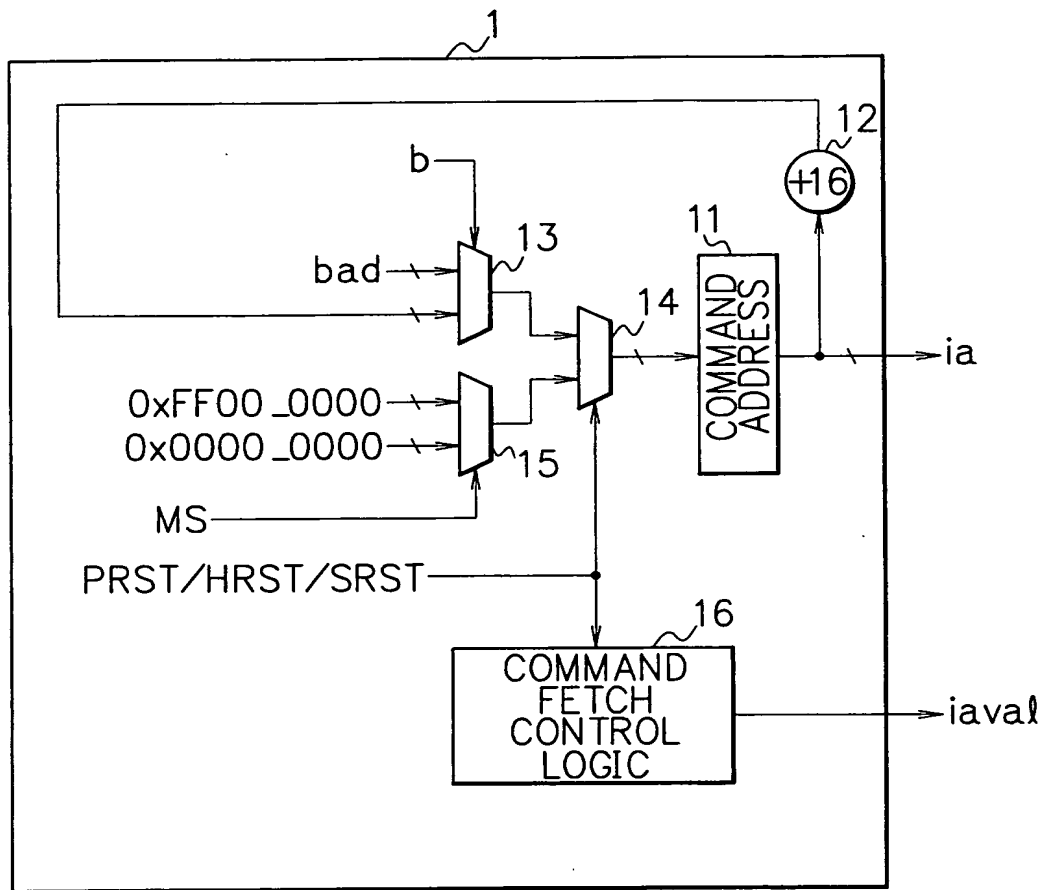 1
12
+16
b
13
bad
11
COMMAND
ADDRESS
14
ia
0xFF00_0000
0x0000_0000
15
MS
PRST/HRST/SRST
16
COMMAND
FETCH
CONTROL
LOGIC
iaval